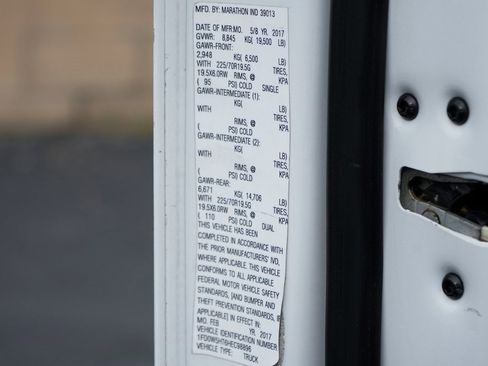 MFD. BY: MARATHON IND 39013
DATE OF MFR:MO. 5/8 YR. 2017
GVWR: 8,845 KG( 19,500 LB)
GAWR-FRONT:
2,948 KG( 6,500 LB)
WITH 225/70R19.5G TIRES,
19.5X6.0RW RIMS, @ KPA
( 95 PSI) COLD SINGLE
GAWR-INTERMEDIATE (1):
KG( LB)
WITH TIRES,
RIMS, @ KPA
( PSI) COLD
GAWR-INTERMEDIATE (2):
KG( LB)
WITH TIRES,
RIMS, @ KPA
( PSI) COLD
GAWR-REAR:
6,671 KG( 14,706 LB)
WITH 225/70R19.5G TIRES,
19.5X6.0RW RIMS, @ KPA
( 110 PSI) COLD DUAL
THIS VEHICLE HAS BEEN
COMPLETED IN ACCORDANCE WITH
THE PRIOR MANUFACTURERS' IVD,
WHERE APPLICABLE. THIS VEHICLE
CONFORMS TO ALL APPLICABLE
FEDERAL MOTOR VEHICLE SAFETY
STANDARDS, [AND BUMPER AND
THEFT PREVENTION STANDARDS, IF
APPLICABLE] IN EFFECT IN:
MO. FEB YR. 2017
VEHICLE IDENTIFICATION NUMBER
1FD0W5HT6HEC98896
VEHICLE TYPE: TRUCK